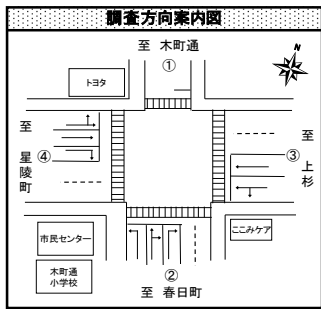 調査方向案内図
至 木町通
①
N
トヨタ
至
星陵町
④
至
上杉
③
市民センター
ここみケア
木町通
小学校
②
至 春日町